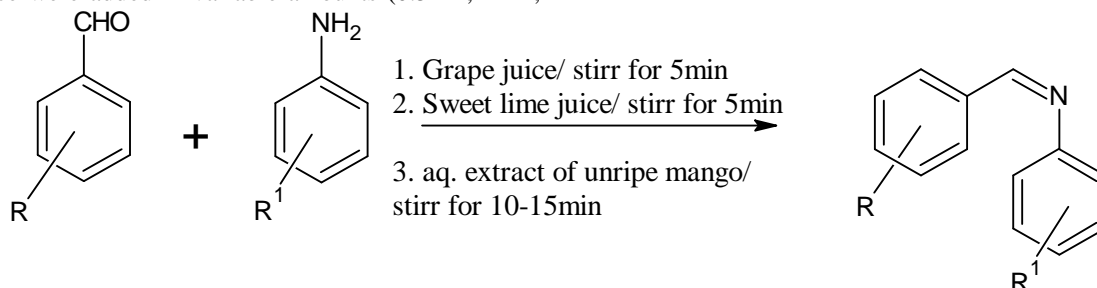 CHO
NH₂
1. Grape juice/ stirr for 5min
2. Sweet lime juice/ stirr for 5min
+
3. aq. extract of unripe mango/
stirr for 10-15min
R
R¹
N
R
R¹